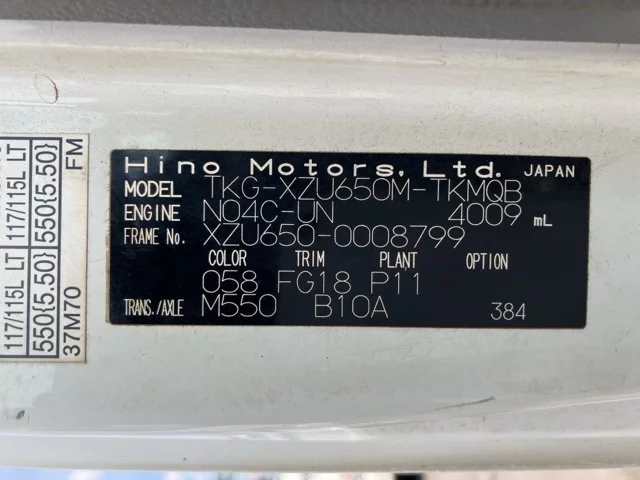 Hino Motors, Ltd. JAPAN
MODEL TKG-XZU650M-TKMQB
ENGINE N04C-UN 4009 mL
FRAME No. XZU650-0008799
COLOR TRIM PLANT OPTION
058 FG18 P11
TRANS./AXLE M550 B10A 384
117/115L LT 117/115L LT
550{5.50} 550{5.50}
37M70 FM